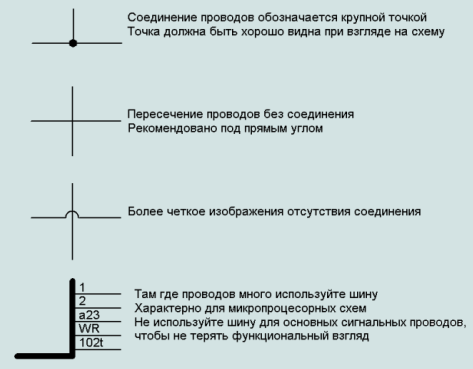 Соединение проводов обозначается крупной точкой
Точка должна быть хорошо видна при взгляде на схему
Пересечение проводов без соединения
Рекомендовано под прямым углом
Более четкое изображения отсутствия соединения
1
2
a23
WR
102t
Там где проводов много используйте шину
Характерно для микропроцесорных схем
Не используйте шину для основных сигнальных проводов,
чтобы не терять функциональный взгляд